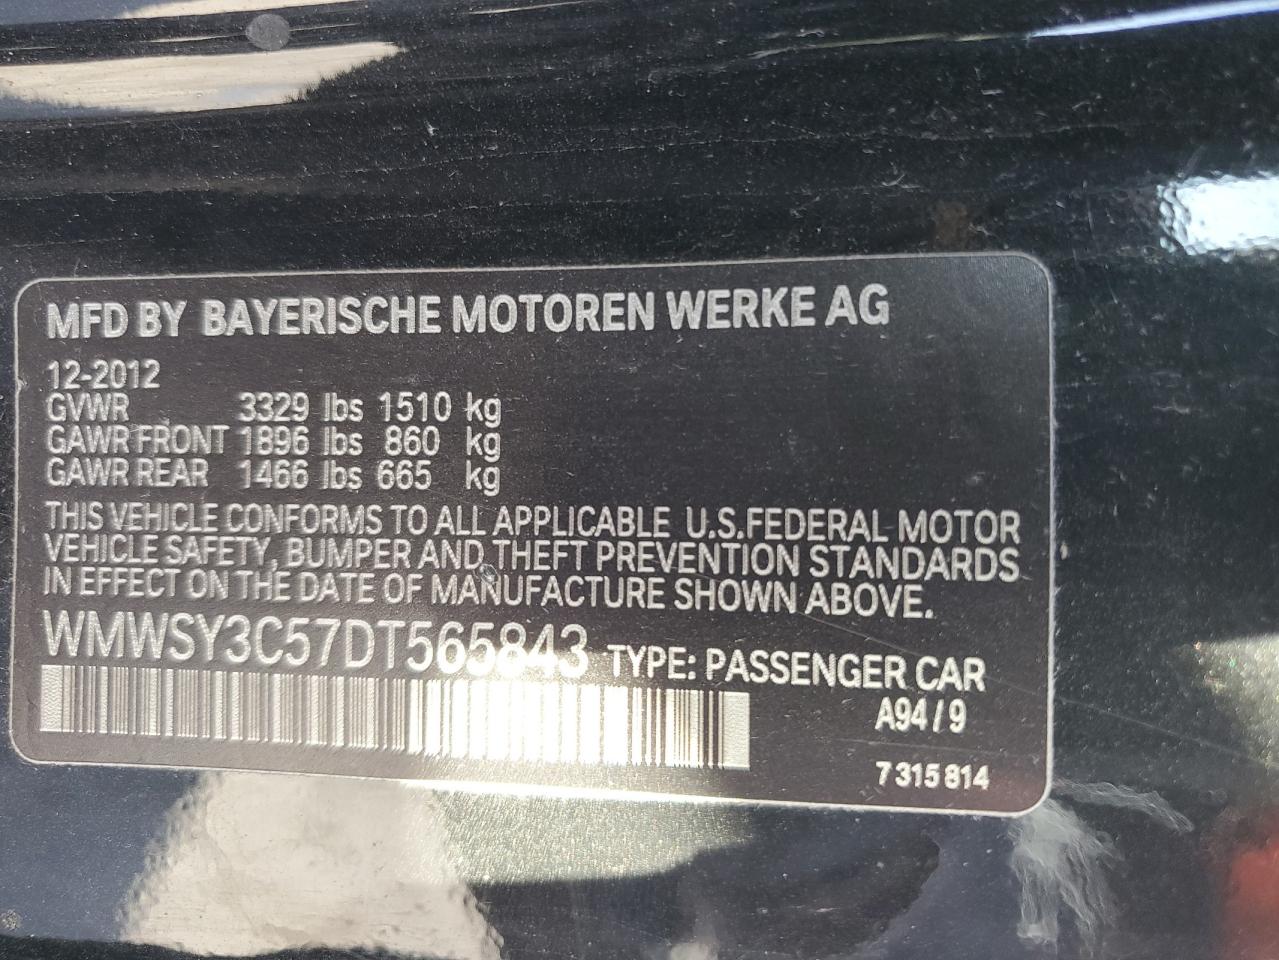 MFD BY BAYERISCHE MOTOREN WERKE AG
12-2012
GVWR 3329 lbs 1510 kg
GAWR FRONT 1896 lbs 860 kg
GAWR REAR 1466 lbs 665 kg
THIS VEHICLE CONFORMS TO ALL APPLICABLE U.S.FEDERAL MOTOR
VEHICLE SAFETY, BUMPER AND THEFT PREVENTION STANDARDS
IN EFFECT ON THE DATE OF MANUFACTURE SHOWN ABOVE.
WMWSY3C57DT565843 TYPE: PASSENGER CAR
A94/9
7 315 814